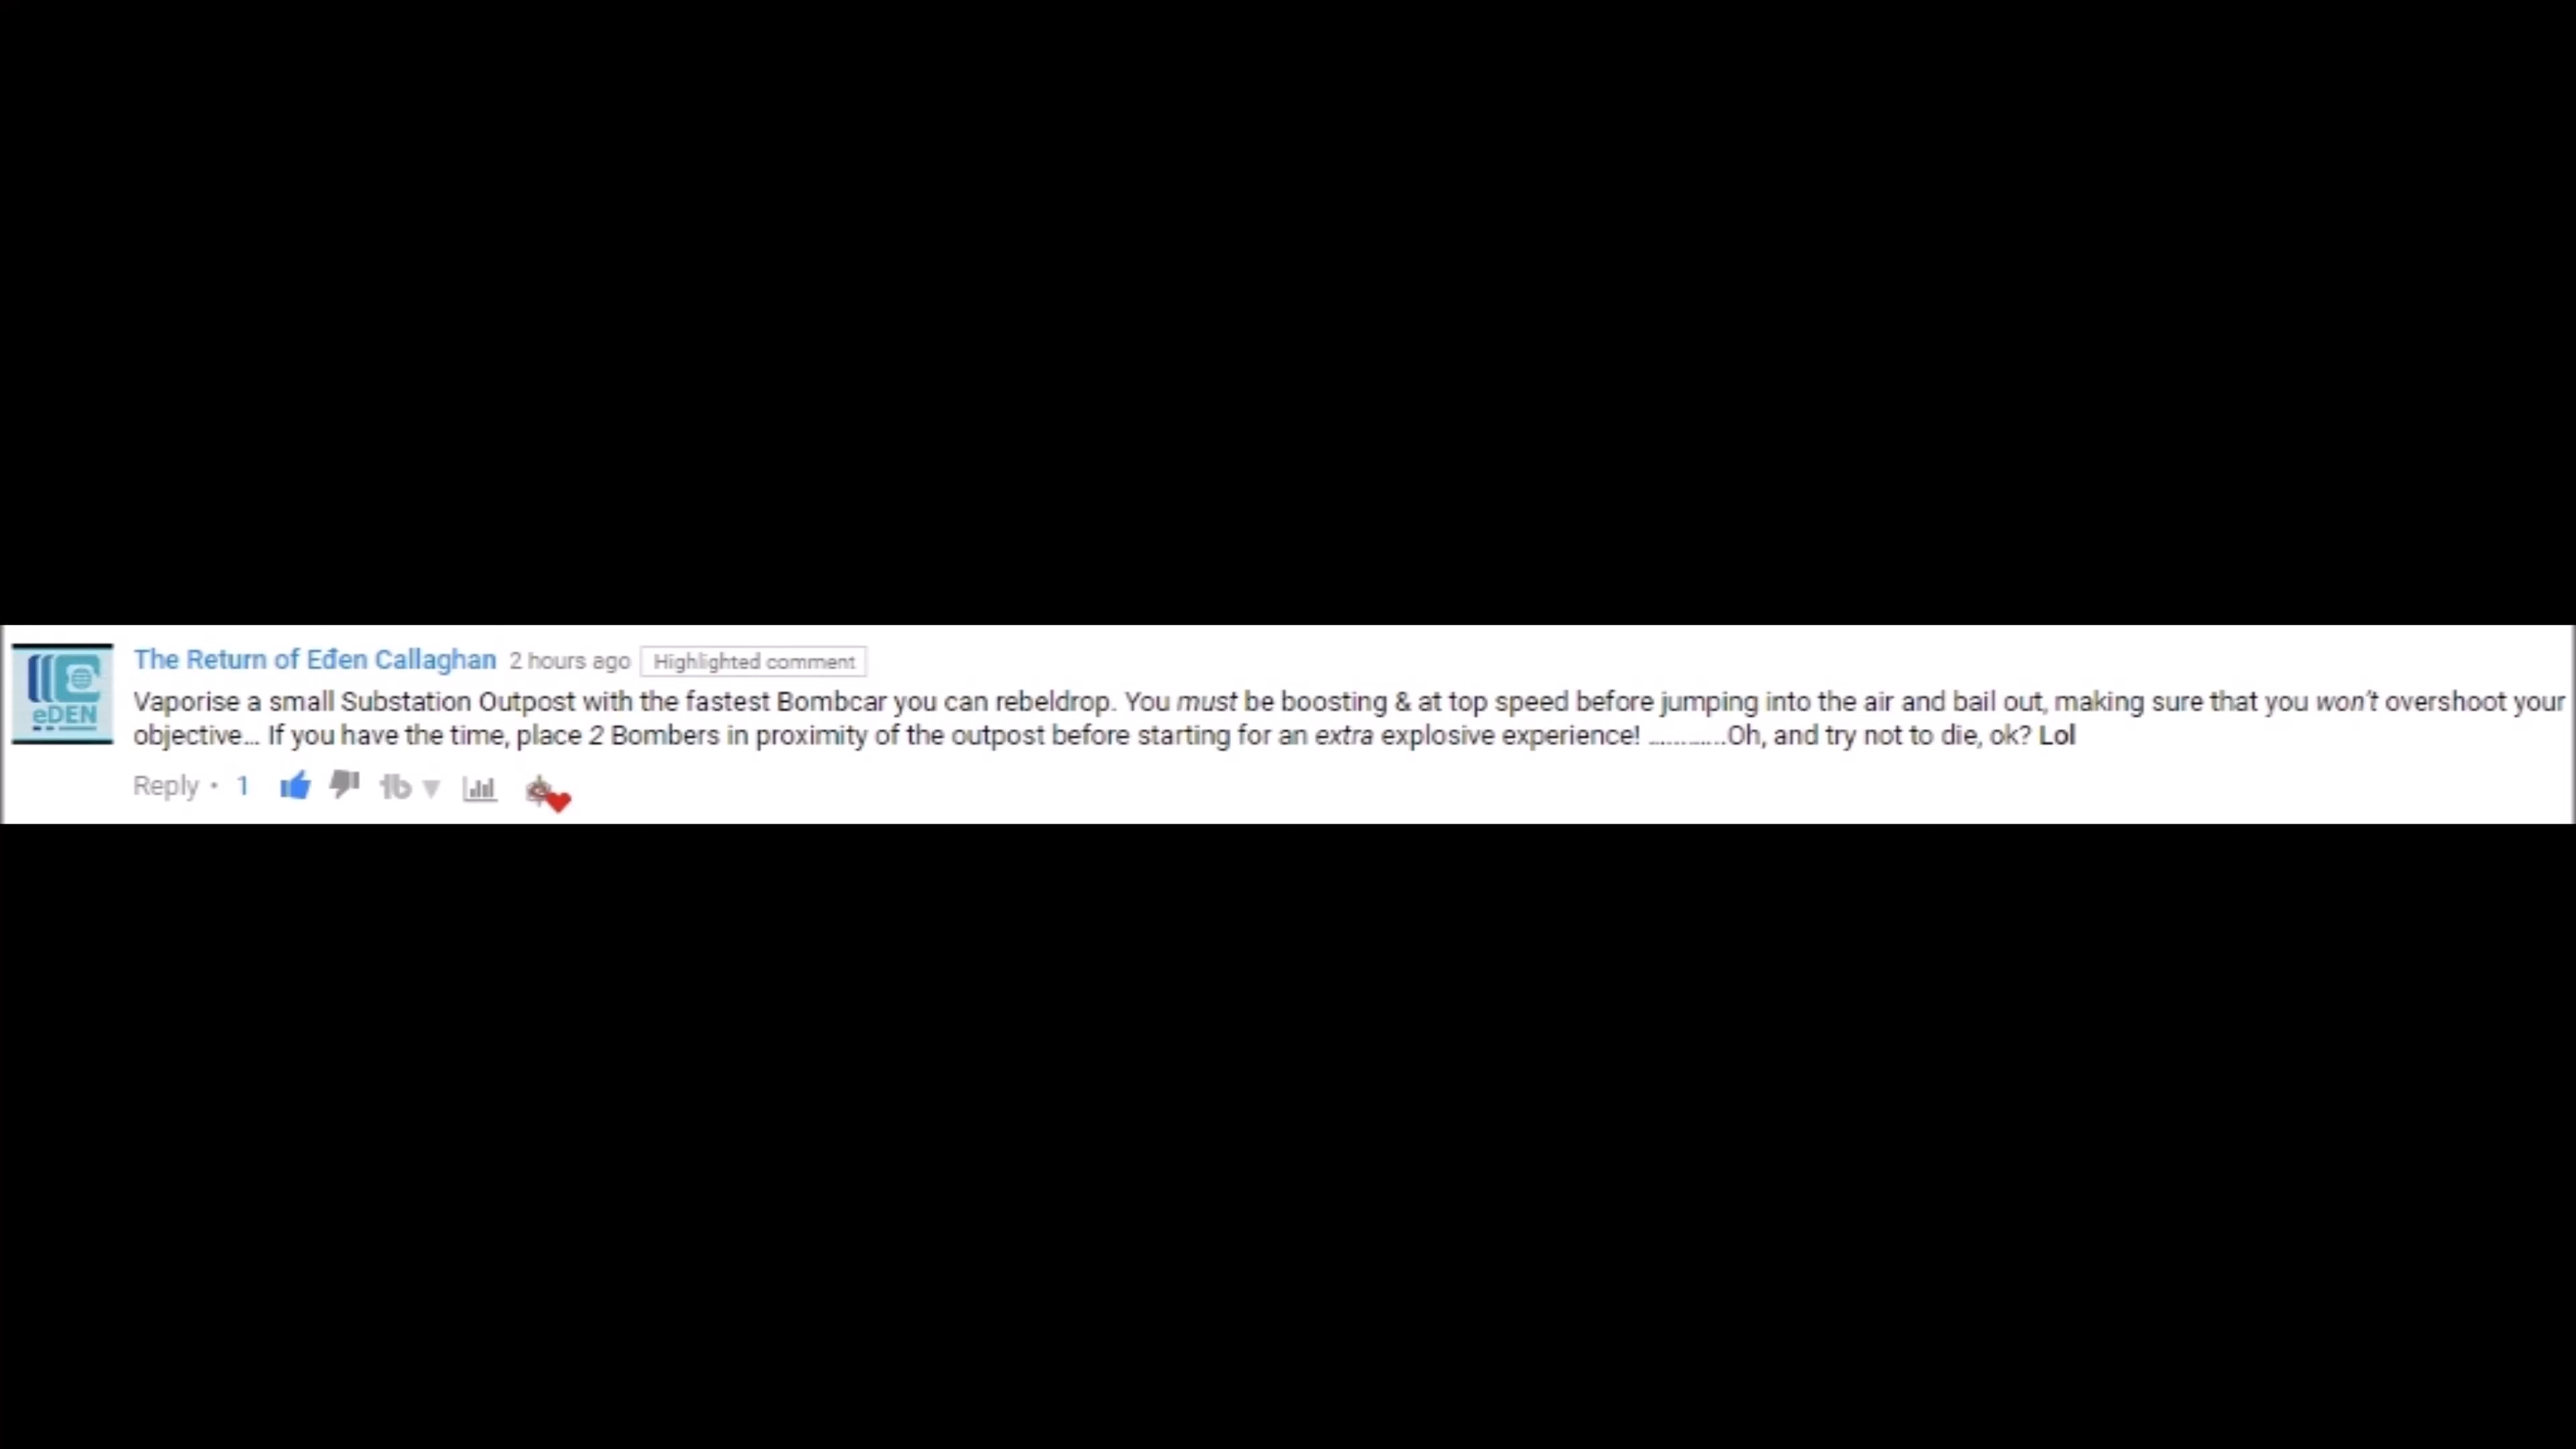 The Return of Eđen Callaghan 2 hours ago Highlighted comment
Vaporise a small Substation Outpost with the fastest Bombcar you can rebeldrop. You must be boosting & at top speed before jumping into the air and bail out, making sure that you won't overshoot your
objective... If you have the time, place 2 Bombers in proximity of the outpost before starting for an extra explosive experience! ............Oh, and try not to die, ok? Lol
eDEN
Reply • 1 tb